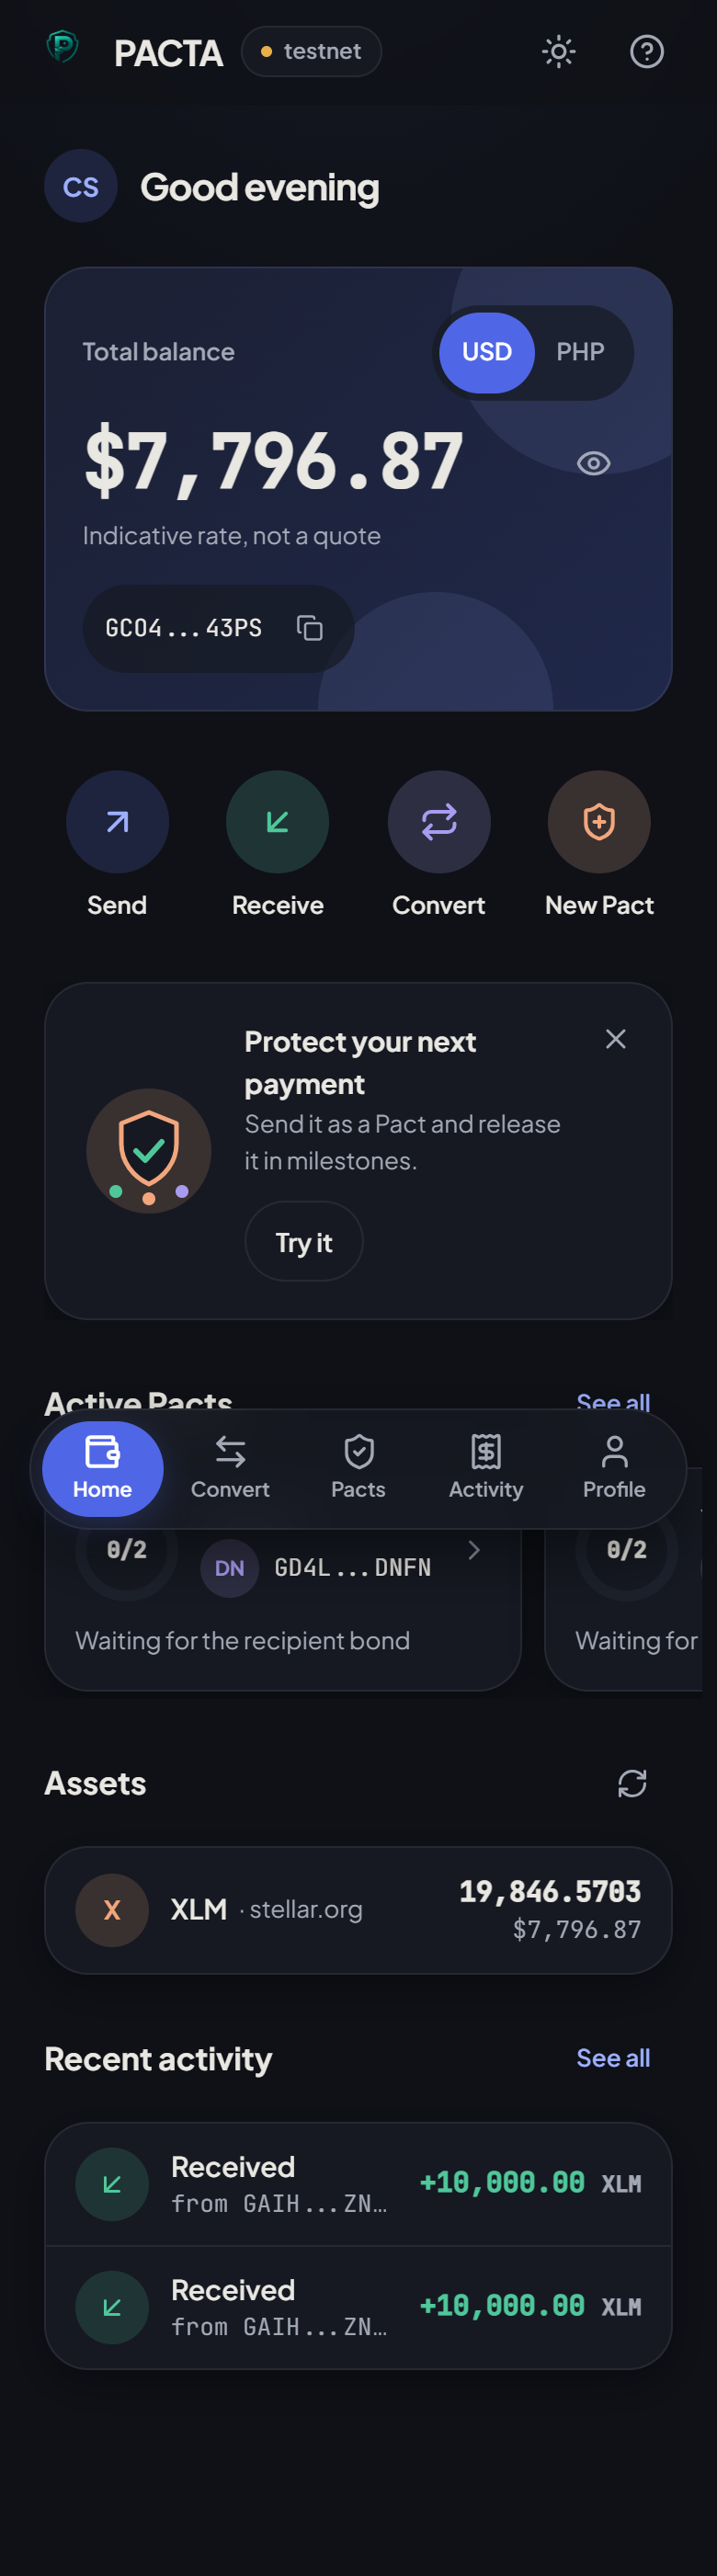 PACTA
testnet
CS
Good evening
Total balance
USD
PHP
$7,796.87
Indicative rate, not a quote
GCO4...43PS
Send
Receive
Convert
New Pact
Protect your next
payment
Send it as a Pact and release
it in milestones.
Try it
Active Pacts
See all
Home
Convert
Pacts
Activity
Profile
0/2
DN
GD4L...DNFN
0/2
Waiting for the recipient bond
Waiting for
Assets
X
XLM · stellar.org
19,846.5703
$7,796.87
Recent activity
See all
Received
from GAIH...ZN…
+10,000.00 XLM
Received
from GAIH...ZN…
+10,000.00 XLM